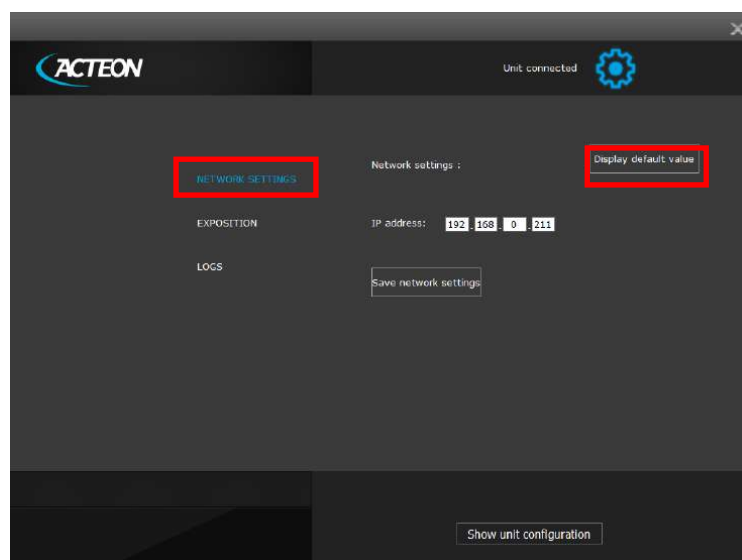 ACTEON
Unit connected
Network settings :
Display default value
NETWORK SETTINGS
EXPOSITION
IP address: 192 . 168 . 0 . 211
LOGS
Save network settings
Show unit configuration